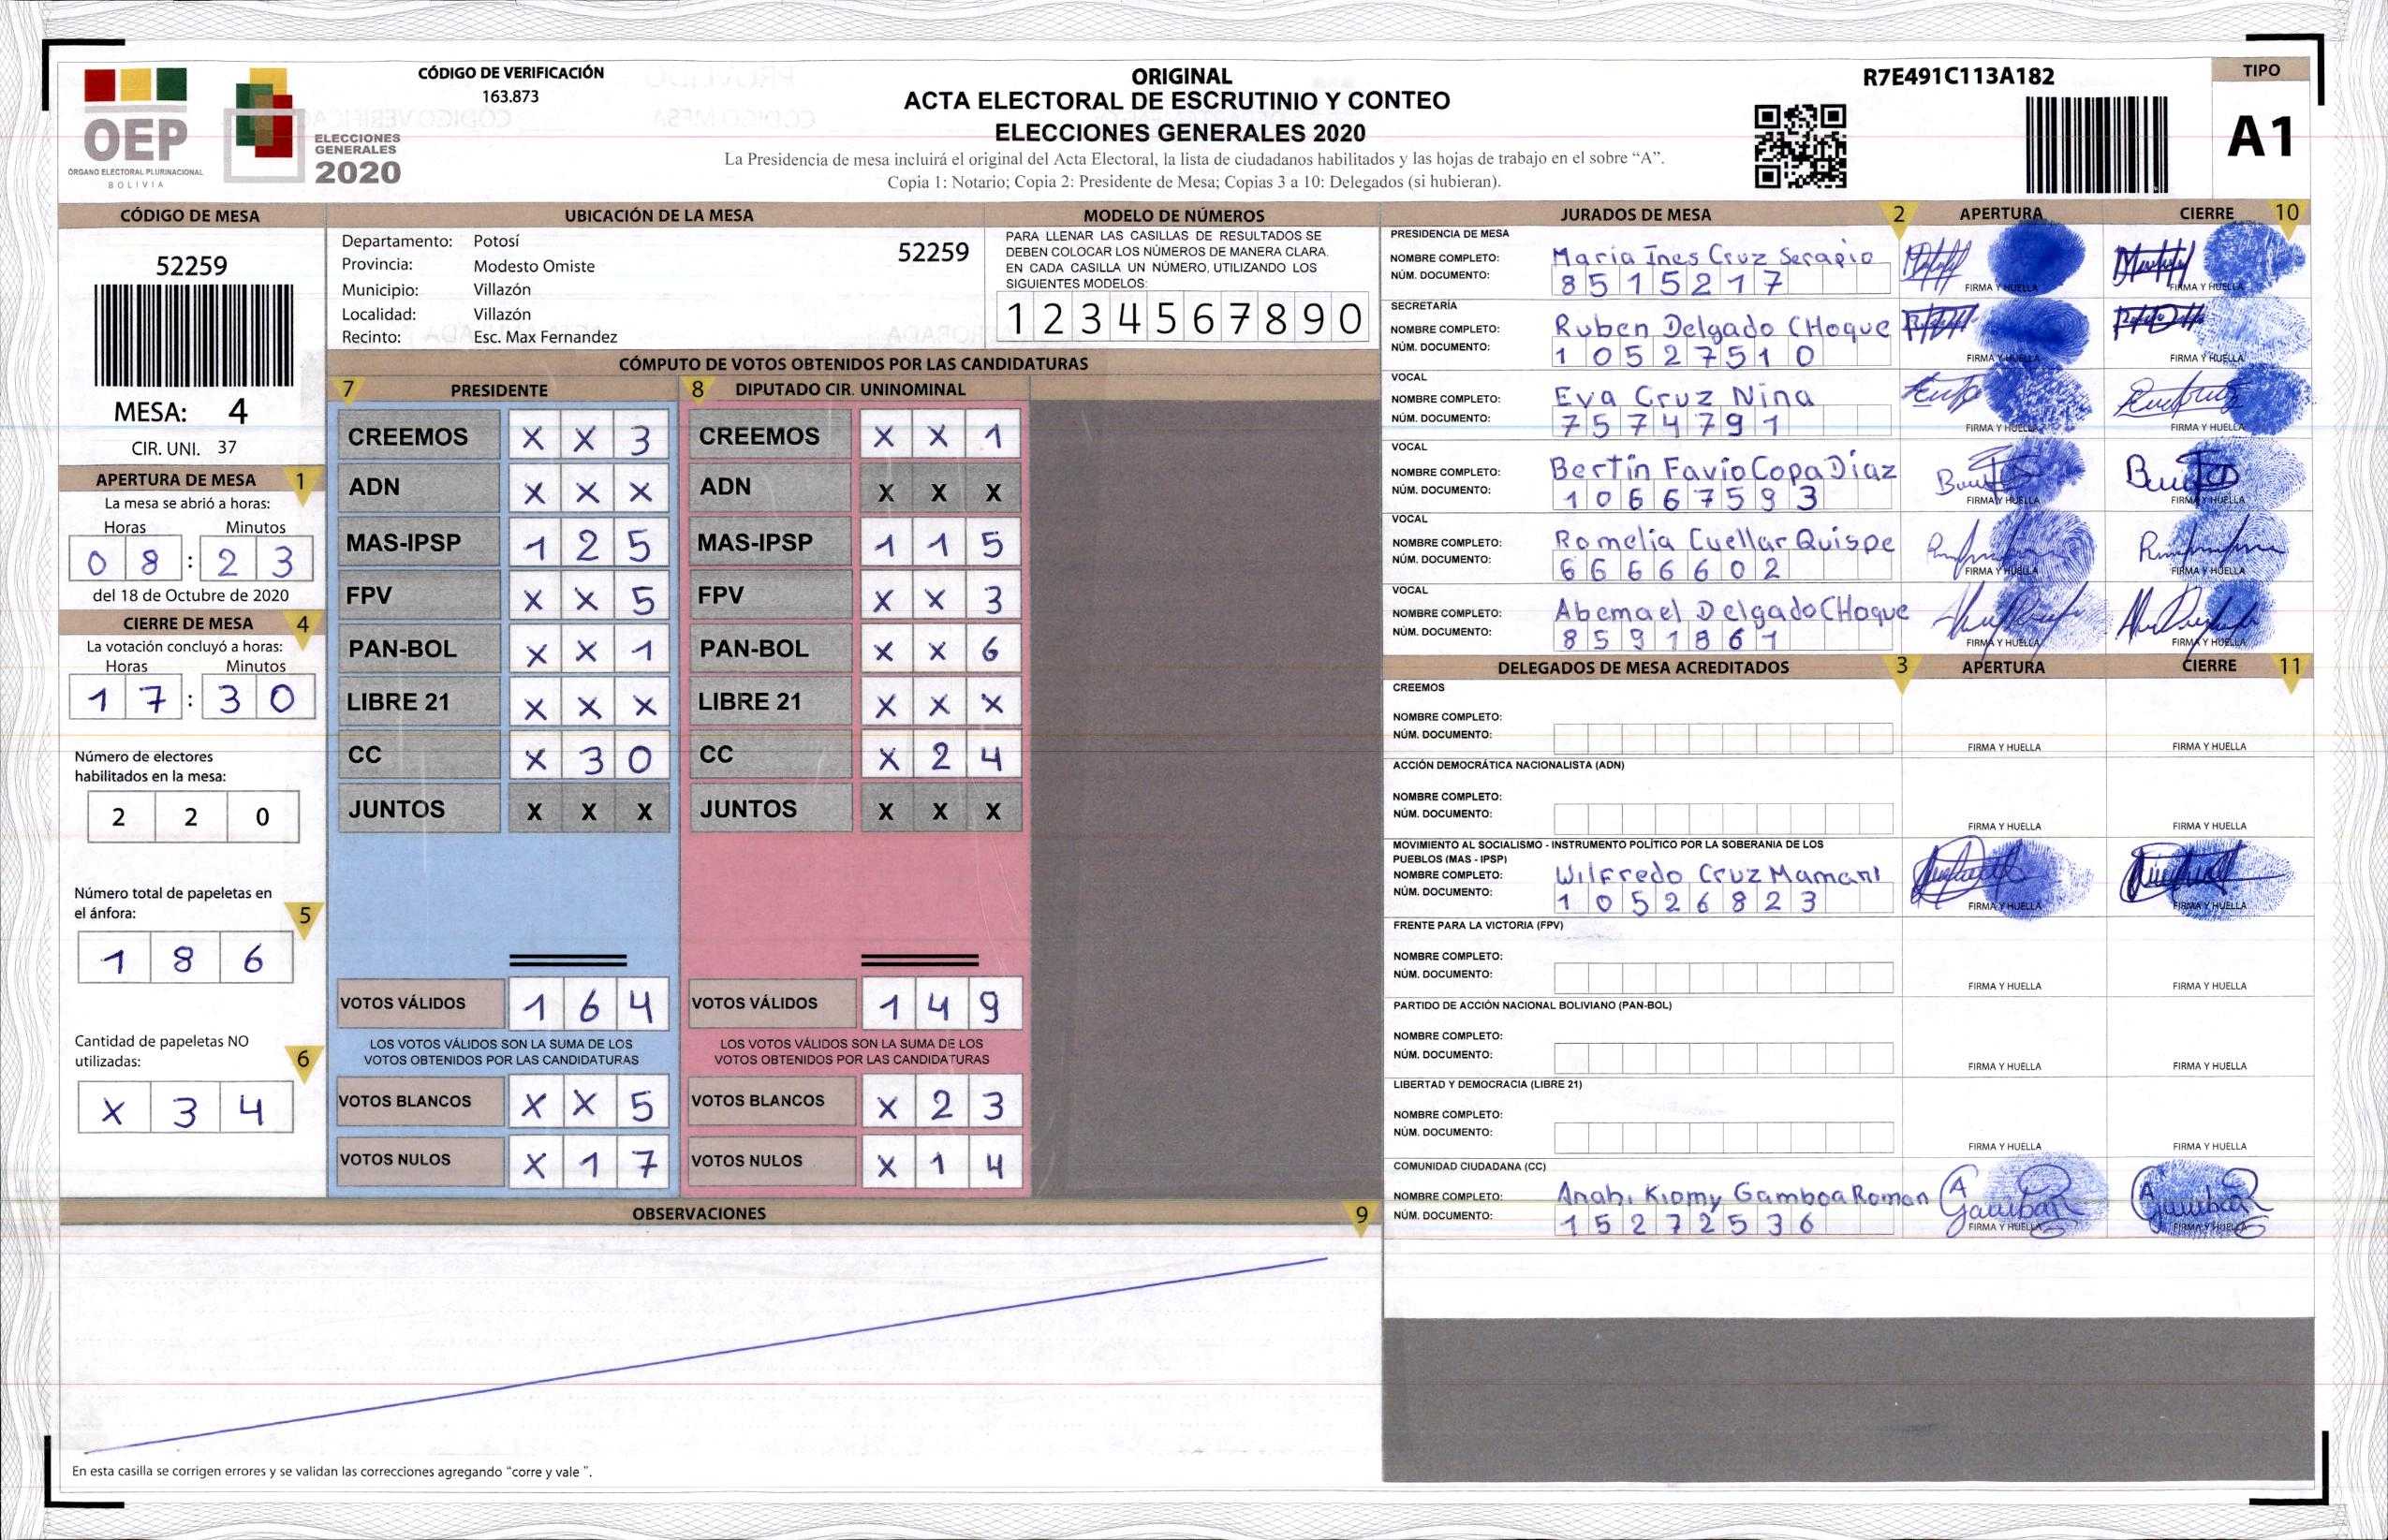 OEP
ÓRGANO ELECTORAL PLURINACIONAL
BOLIVIA
ELECCIONES
GENERALES
2020
CÓDIGO DE VERIFICACIÓN
163.873
ORIGINAL
ACTA ELECTORAL DE ESCRUTINIO Y CONTEO
ELECCIONES GENERALES 2020
La Presidencia de mesa incluirá el original del Acta Electoral, la lista de ciudadanos habilitados y las hojas de trabajo en el sobre “A”.
Copia 1: Notario; Copia 2: Presidente de Mesa; Copias 3 a 10: Delegados (si hubieran).
R7E491C113A182
TIPO
A1
CÓDIGO DE MESA
52259
MESA: 4
CIR. UNI. 37
APERTURA DE MESA 1
La mesa se abrió a horas:
Horas Minutos
0 8 : 2 3
del 18 de Octubre de 2020
CIERRE DE MESA 4
La votación concluyó a horas:
Horas Minutos
1 7 : 3 0
Número de electores
habilitados en la mesa:
2 2 0
Número total de papeletas en
el ánfora: 5
1 8 6
Cantidad de papeletas NO
utilizadas: 6
X 3 4
UBICACIÓN DE LA MESA
Departamento: Potosí 52259
Provincia: Modesto Omiste
Municipio: Villazón
Localidad: Villazón
Recinto: Esc. Max Fernandez
MODELO DE NÚMEROS
PARA LLENAR LAS CASILLAS DE RESULTADOS SE
DEBEN COLOCAR LOS NÚMEROS DE MANERA CLARA.
EN CADA CASILLA UN NÚMERO, UTILIZANDO LOS
SIGUIENTES MODELOS:
1 2 3 4 5 6 7 8 9 0
CÓMPUTO DE VOTOS OBTENIDOS POR LAS CANDIDATURAS
7 PRESIDENTE
CREEMOS X X 3
ADN X X X
MAS-IPSP 1 2 5
FPV X X 5
PAN-BOL X X 1
LIBRE 21 X X X
CC X 3 0
JUNTOS X X X
VOTOS VÁLIDOS 1 6 4
LOS VOTOS VÁLIDOS SON LA SUMA DE LOS
VOTOS OBTENIDOS POR LAS CANDIDATURAS
VOTOS BLANCOS X X 5
VOTOS NULOS X 1 7
8 DIPUTADO CIR. UNINOMINAL
CREEMOS X X 1
ADN X X X
MAS-IPSP 1 1 5
FPV X X 3
PAN-BOL X X 6
LIBRE 21 X X X
CC X 2 4
JUNTOS X X X
VOTOS VÁLIDOS 1 4 9
LOS VOTOS VÁLIDOS SON LA SUMA DE LOS
VOTOS OBTENIDOS POR LAS CANDIDATURAS
VOTOS BLANCOS X 2 3
VOTOS NULOS X 1 4
OBSERVACIONES 9
En esta casilla se corrigen errores y se validan las correcciones agregando “corre y vale ”.
JURADOS DE MESA 2 APERTURA CIERRE 10
PRESIDENCIA DE MESA
NOMBRE COMPLETO: Maria Ines Cruz Serapio
NÚM. DOCUMENTO: 8515217
FIRMA Y HUELLA FIRMA Y HUELLA
SECRETARÍA
NOMBRE COMPLETO: Ruben Delgado CHoque
NÚM. DOCUMENTO: 10527510
FIRMA Y HUELLA FIRMA Y HUELLA
VOCAL
NOMBRE COMPLETO: Eva Cruz Nina
NÚM. DOCUMENTO: 7574791
FIRMA Y HUELLA FIRMA Y HUELLA
VOCAL
NOMBRE COMPLETO: Bertín Favio Copa Díaz
NÚM. DOCUMENTO: 10667593
FIRMA Y HUELLA FIRMA Y HUELLA
VOCAL
NOMBRE COMPLETO: Romelia Cuellar Quispe
NÚM. DOCUMENTO: 6666602
FIRMA Y HUELLA FIRMA Y HUELLA
VOCAL
NOMBRE COMPLETO: Abemael Delgado CHoque
NÚM. DOCUMENTO: 8591861
FIRMA Y HUELLA FIRMA Y HUELLA
DELEGADOS DE MESA ACREDITADOS 3 APERTURA CIERRE 11
CREEMOS
NOMBRE COMPLETO:
NÚM. DOCUMENTO:
FIRMA Y HUELLA FIRMA Y HUELLA
ACCIÓN DEMOCRÁTICA NACIONALISTA (ADN)
NOMBRE COMPLETO:
NÚM. DOCUMENTO:
FIRMA Y HUELLA FIRMA Y HUELLA
MOVIMIENTO AL SOCIALISMO - INSTRUMENTO POLÍTICO POR LA SOBERANIA DE LOS
PUEBLOS (MAS - IPSP)
NOMBRE COMPLETO: Wilfredo Cruz Mamani
NÚM. DOCUMENTO: 10526823
FIRMA Y HUELLA FIRMA Y HUELLA
FRENTE PARA LA VICTORIA (FPV)
NOMBRE COMPLETO:
NÚM. DOCUMENTO:
FIRMA Y HUELLA FIRMA Y HUELLA
PARTIDO DE ACCIÓN NACIONAL BOLIVIANO (PAN-BOL)
NOMBRE COMPLETO:
NÚM. DOCUMENTO:
FIRMA Y HUELLA FIRMA Y HUELLA
LIBERTAD Y DEMOCRACIA (LIBRE 21)
NOMBRE COMPLETO:
NÚM. DOCUMENTO:
FIRMA Y HUELLA FIRMA Y HUELLA
COMUNIDAD CIUDADANA (CC)
NOMBRE COMPLETO: Anahi Kiomy Gamboa Roman
NÚM. DOCUMENTO: 15272536
FIRMA Y HUELLA FIRMA Y HUELLA